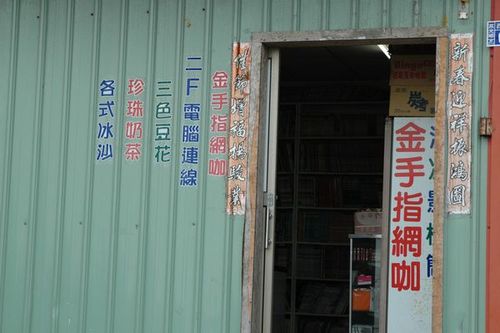 新春迎祥振鴻圖
金手指網咖
二F電腦連線
三色豆花
珍珠奶茶
各式冰沙
金手指網咖